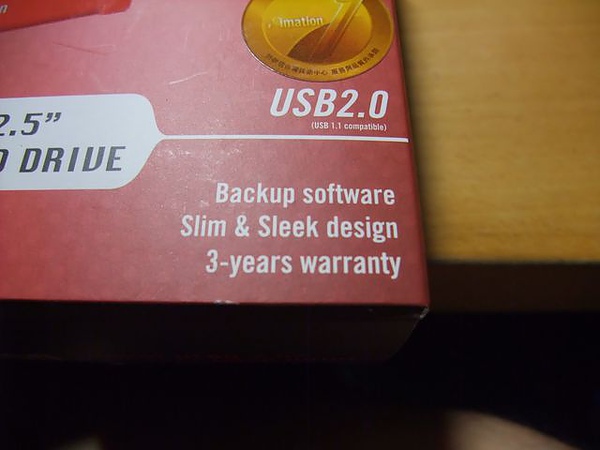 imation
USB2.0
(USB 1.1 compatible)
2.5”
DRIVE
Backup software
Slim & Sleek design
3-years warranty